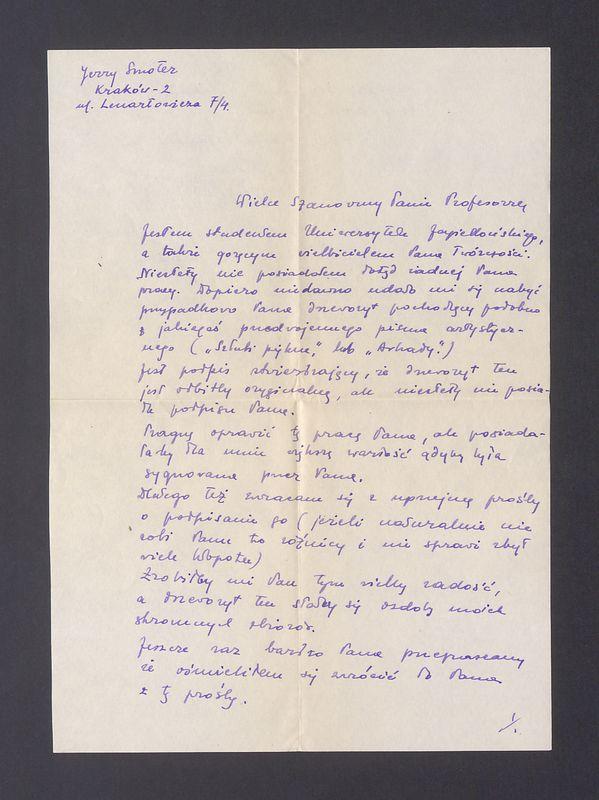 Jerzy Smoter
Kraków-2
ul. Lenartowicza 7/4.
Wielce Szanowny Panie Profesorze
Jestem studentem Uniwersytetu Jagiellońskiego,
a także gorącym wielbicielem Pana Twórczości.
Niestety nie posiadałem dotąd żadnej Pana
pracy. Dopiero niedawno udało mi się nabyć
przypadkowo Pana drzeworyt pochodzący podobno
z jakiegoś przedwojennego pisma artystycz-
nego ("Sztuki piękne", lub "Arkady".)
Jest podpis stwierdzający, że drzeworyt ten
jest odbitką oryginalną, ale niestety nie posia-
da podpisu Pana.
Pragnę oprawić tę pracę Pana, ale posiada-
łaby dla mnie większą wartość gdyby była
sygnowana przez Pana.
Dlatego też zwracam się z uprzejmą prośbą
o podpisanie go (jeżeli naturalnie nie
robi Panu to różnicy i nie sprawi zbyt
wiele kłopotu)
Zrobiłby mi Pan tym wielką radość,
a drzeworyt ten stałby się ozdobą moich
skromnych zbiorów.
Jeszcze raz bardzo Pana przepraszam
że ośmieliłem się zwrócić do Pana
z tą prośbą.
1/.